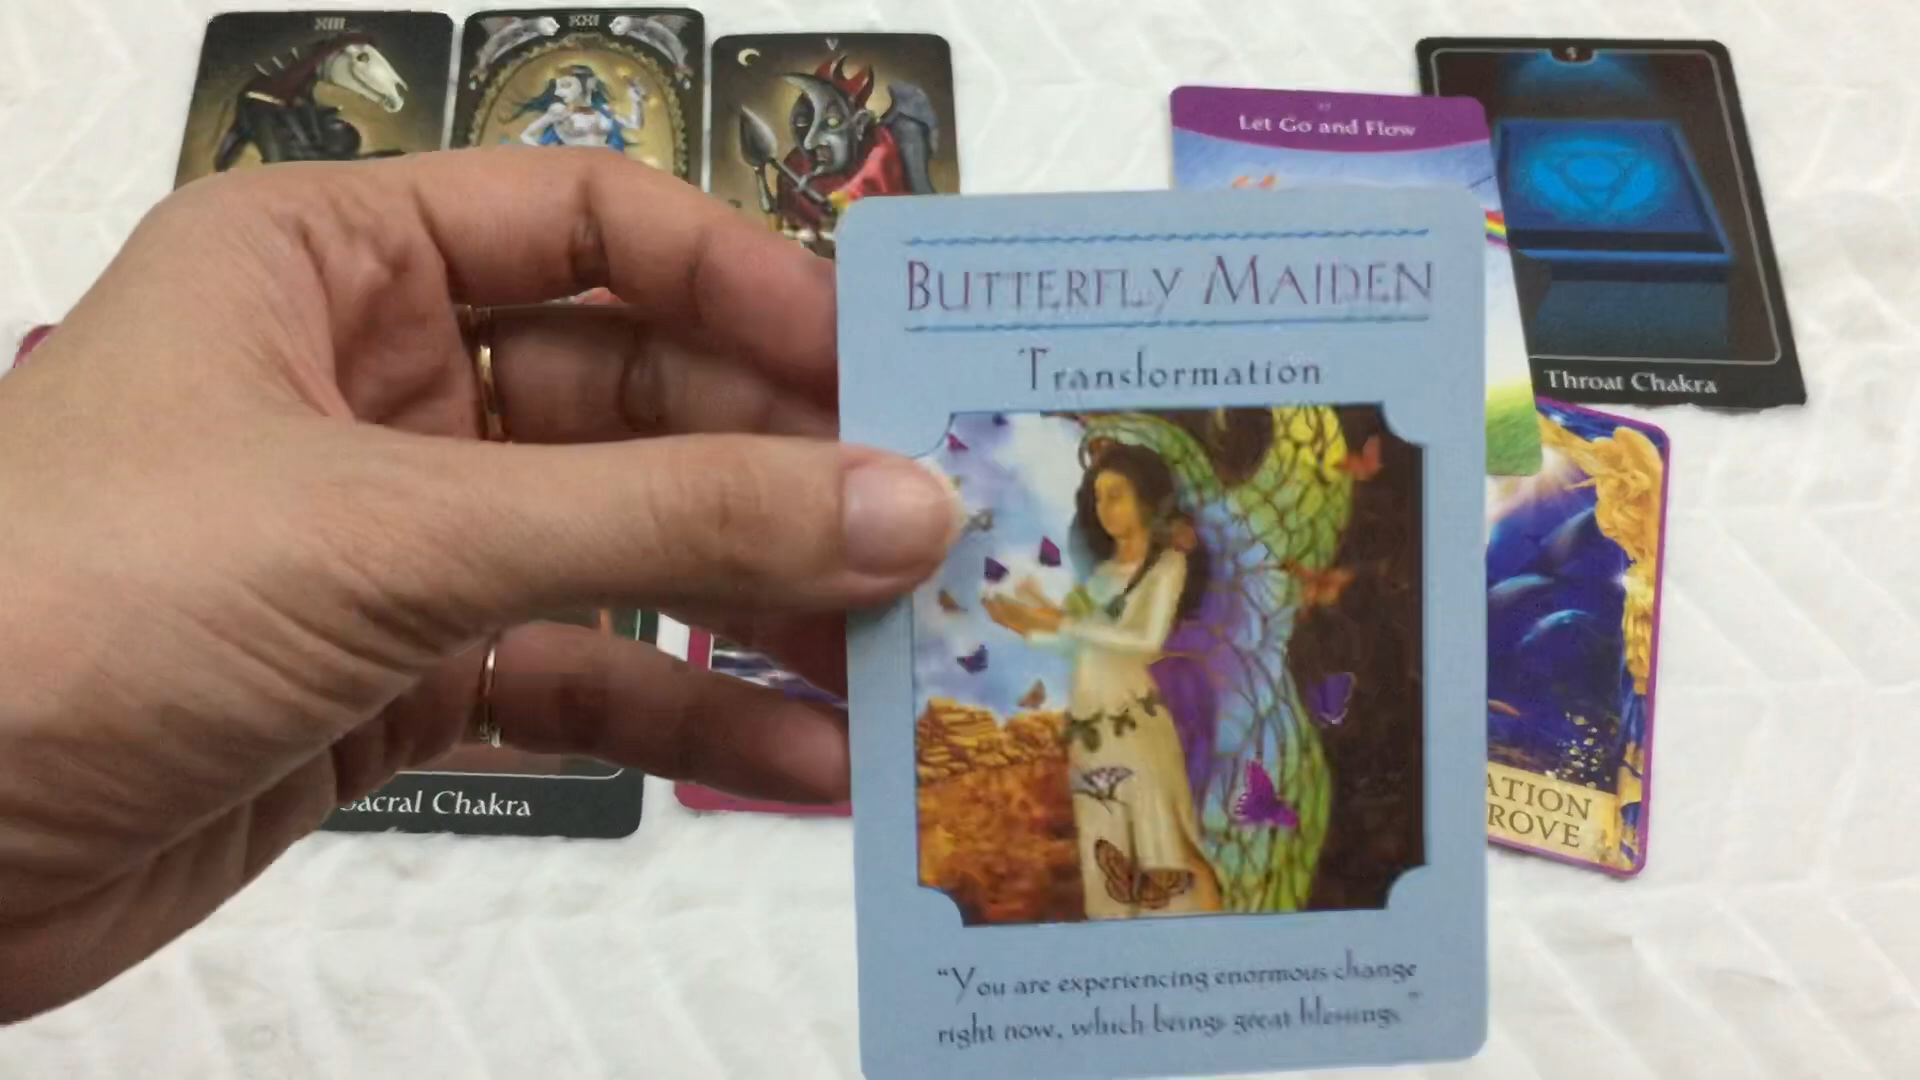 XIII
XXI
V
Let Go and Flow
5
Throat Chakra
BUTTERFLY MAIDEN
Transformation
"You are experiencing enormous change
right now, which brings great blessings."
Sacral Chakra
ATION
ROVE